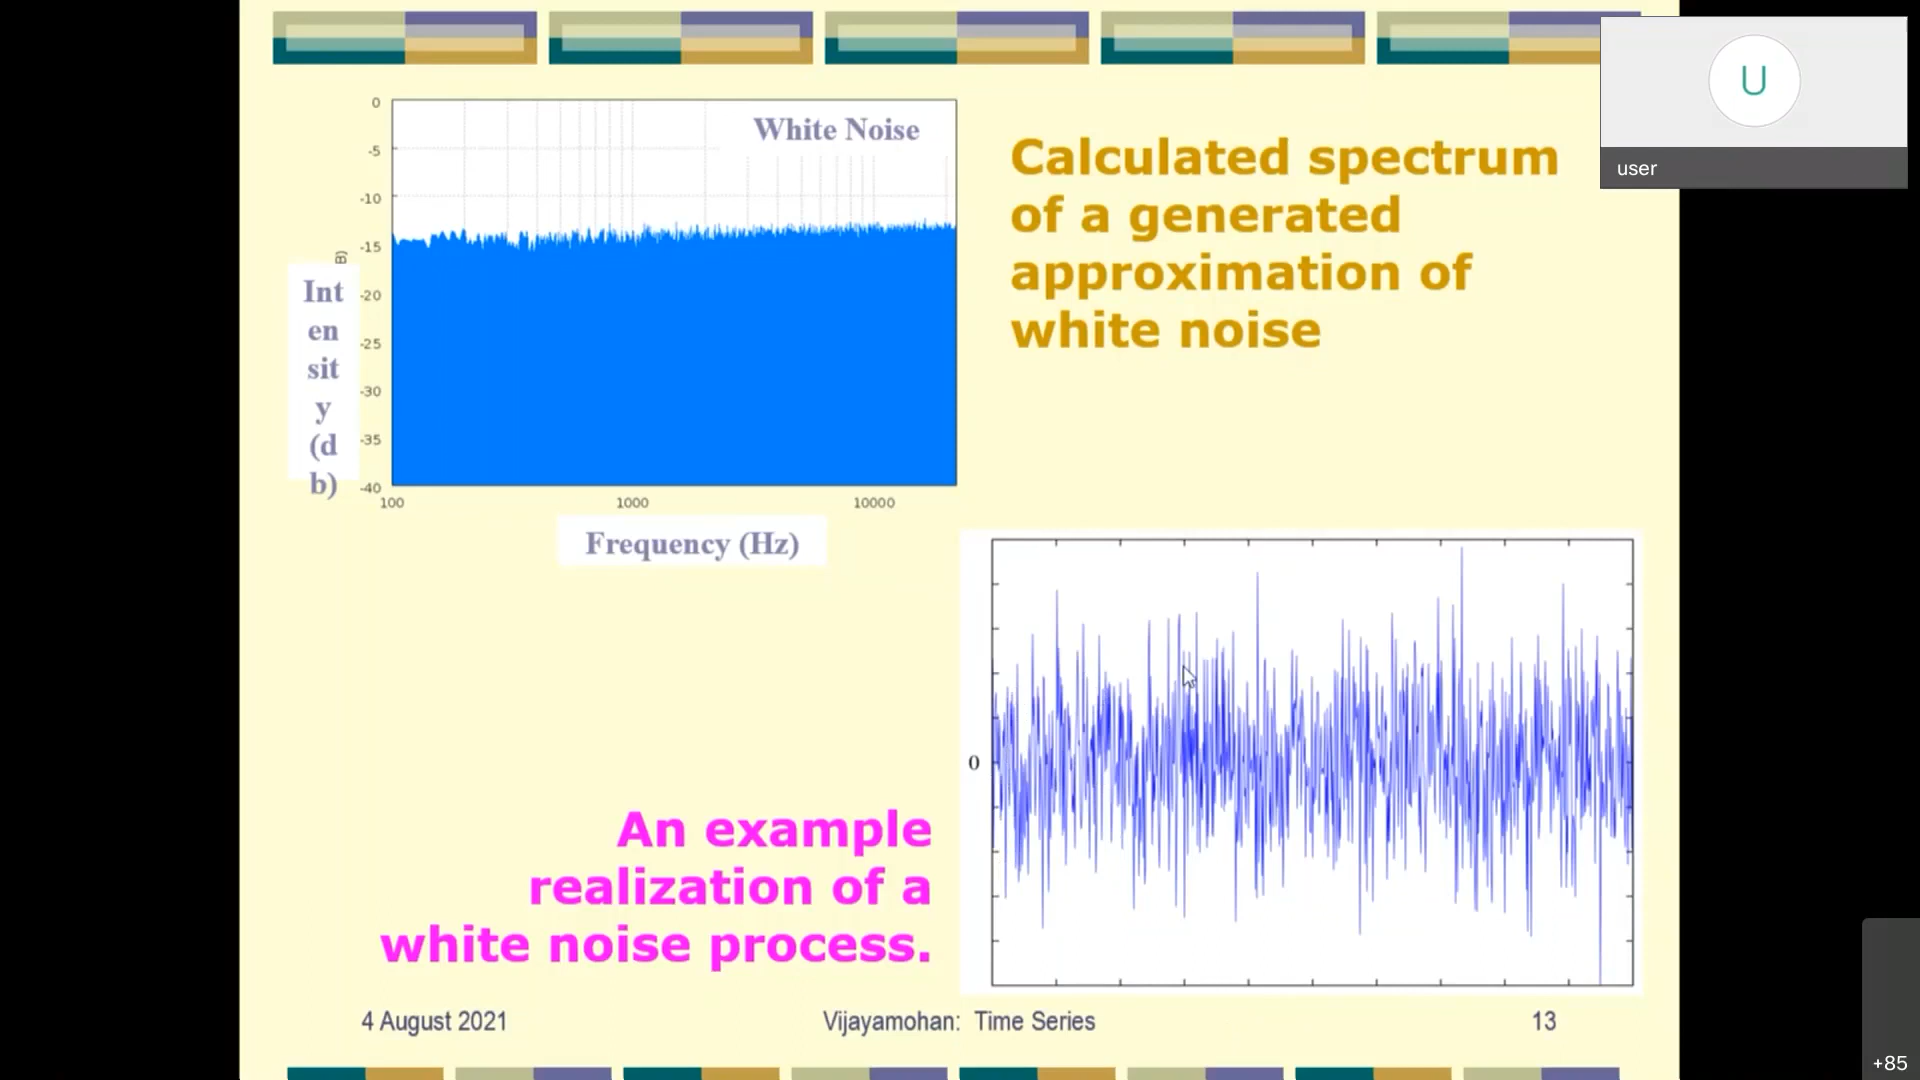 White Noise
0
-5
-10
-15
-20
-25
-30
-35
-40
B)
Int
en
sit
y
(d
b)
100 1000 10000
Frequency (Hz)
Calculated spectrum
of a generated
approximation of
white noise
U
user
0
An example
realization of a
white noise process.
4 August 2021 Vijayamohan: Time Series 13
+85